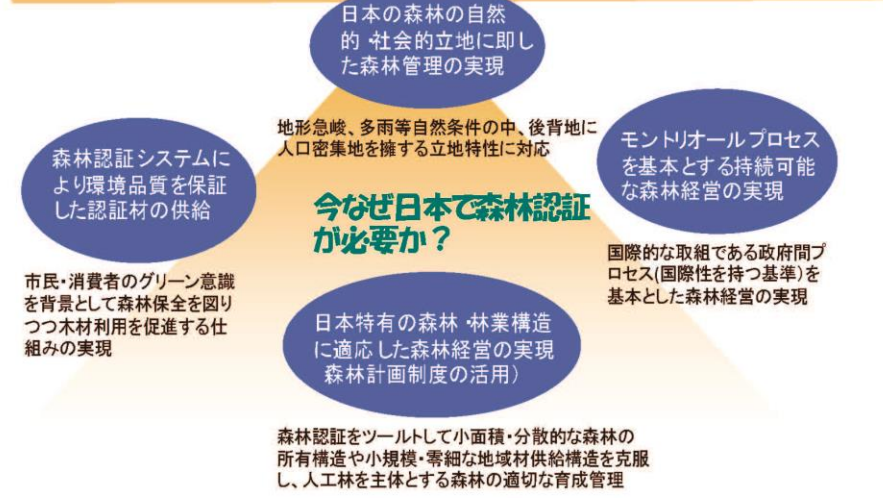 日本の森林の自然
的・社会的立地に即し
た森林管理の実現
地形急峻、多雨等自然条件の中、後背地に
人口密集地を擁する立地特性に対応
森林認証システムに
より環境品質を保証
した認証材の供給
モントリオールプロセス
を基本とする持続可能
な森林経営の実現
今なぜ日本で森林認証
が必要か？
市民・消費者のグリーン意識
を背景として森林保全を図り
つつ木材利用を促進する仕
組みの実現
国際的な取組である政府間プ
ロセス(国際性を持つ基準)を
基本とした森林経営の実現
日本特有の森林・林業構造
に適応した森林経営の実現
森林計画制度の活用）
森林認証をツールトして小面積・分散的な森林の
所有構造や小規模・零細な地域材供給構造を克服
し、人工林を主体とする森林の適切な育成管理